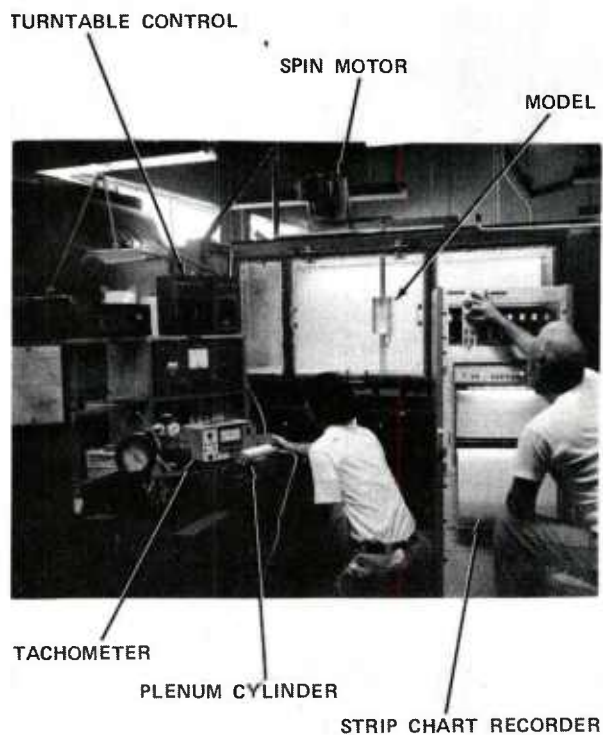 TURNTABLE CONTROL
SPIN MOTOR
MODEL
TACHOMETER
PLENUM CYLINDER
STRIP CHART RECORDER